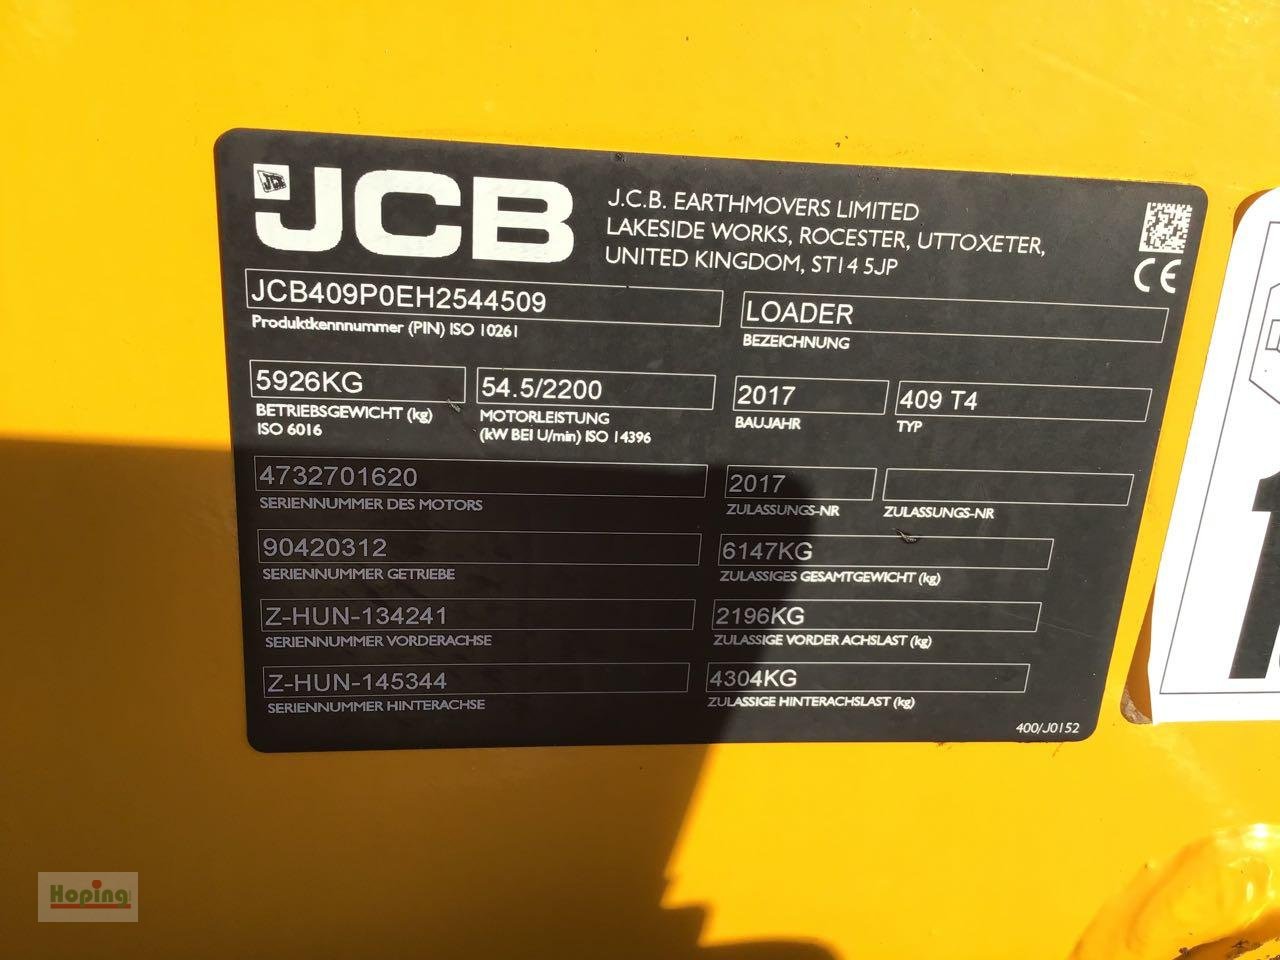 JCB
JCB
J.C.B. EARTHMOVERS LIMITED
LAKESIDE WORKS, ROCESTER, UTTOXETER,
UNITED KINGDOM, ST14 5JP
CE
JCB409P0EH2544509
Produktkennnummer (PIN) ISO 10261
LOADER
BEZEICHNUNG
5926KG
BETRIEBSGEWICHT (kg)
ISO 6016
54.5/2200
MOTORLEISTUNG
(kW BEI U/min) ISO 14396
2017
BAUJAHR
409 T4
TYP
4732701620
SERIENNUMMER DES MOTORS
2017
ZULASSUNGS-NR
ZULASSUNGS-NR
90420312
SERIENNUMMER GETRIEBE
6147KG
ZULASSIGES GESAMTGEWICHT (kg)
Z-HUN-134241
SERIENNUMMER VORDERACHSE
2196KG
ZULASSIGE VORDER ACHSLAST (kg)
Z-HUN-145344
SERIENNUMMER HINTERACHSE
4304KG
ZULASSIGE HINTERACHSLAST (kg)
400/J0152
Hoping